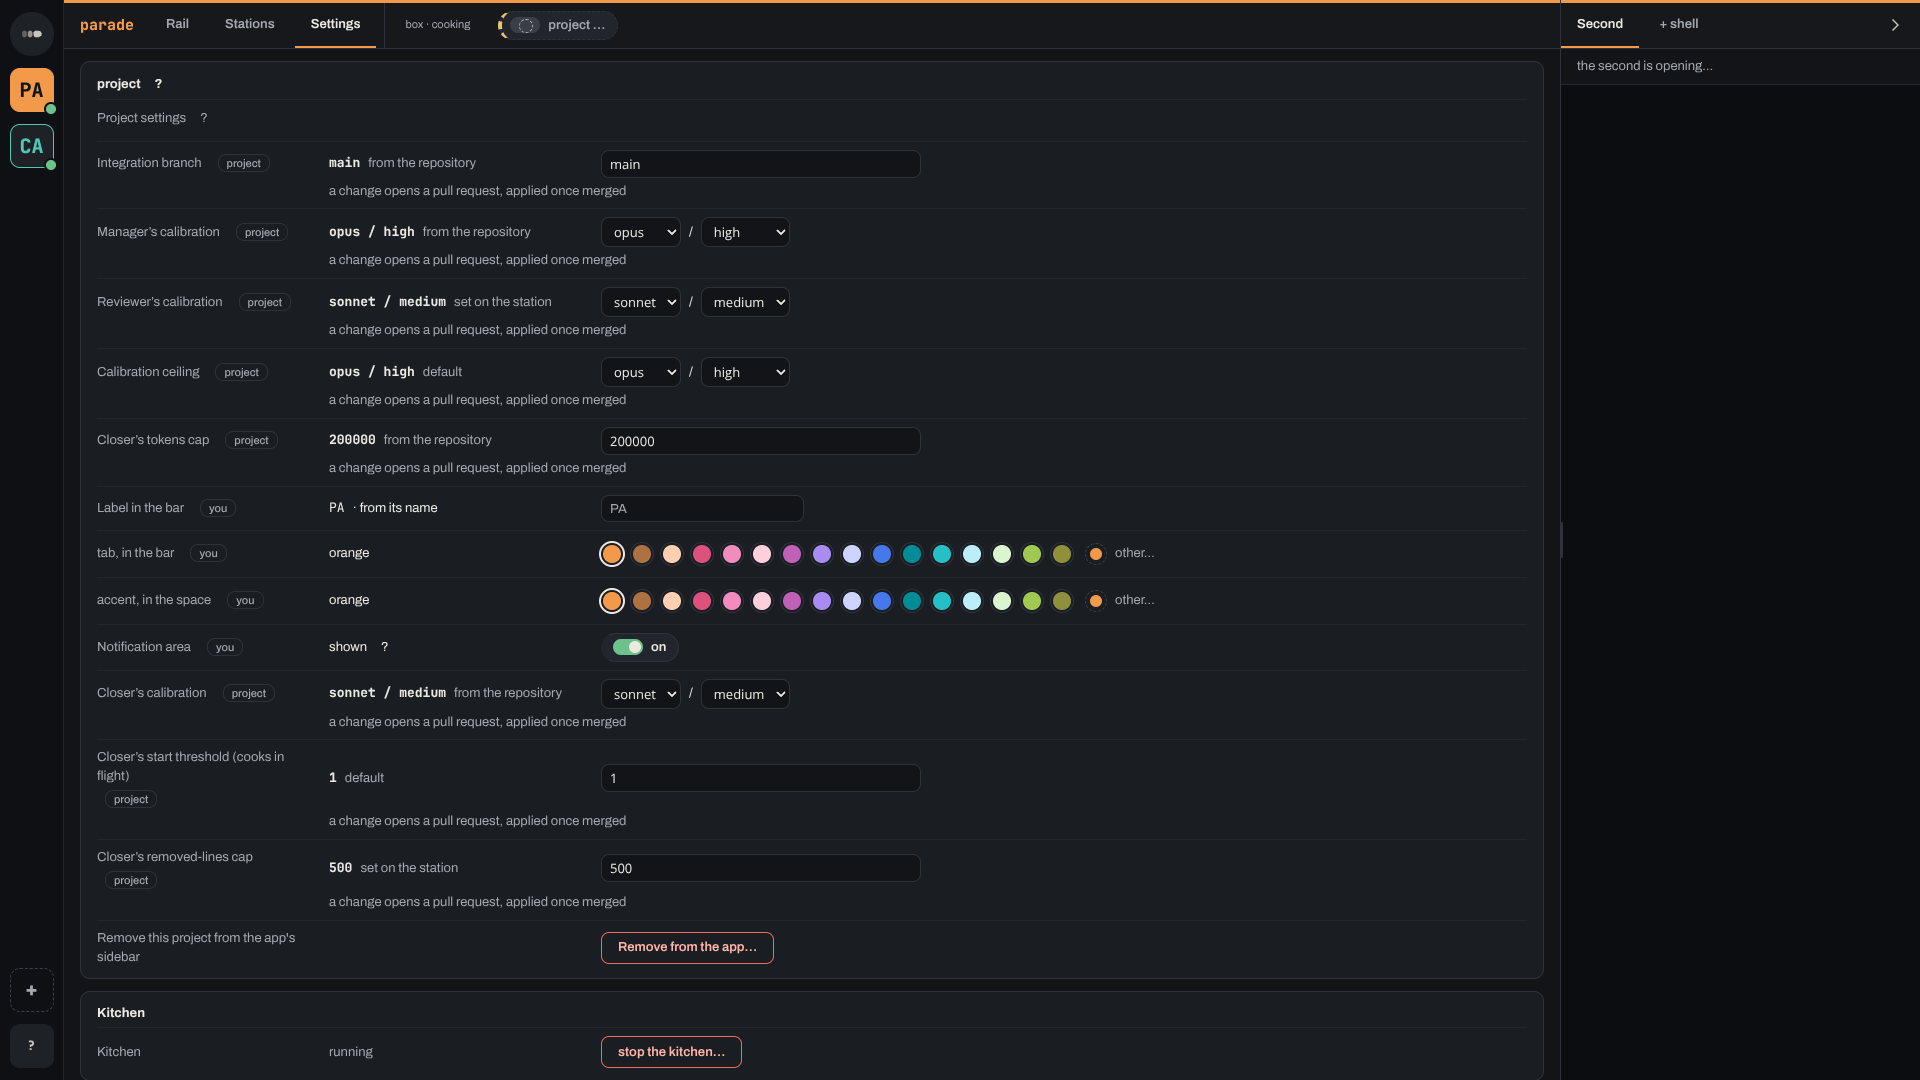 parade Rail Stations Settings box · cooking project ... Second + shell
PA
CA
the second is opening...
project ?
Project settings ?
Integration branch project main from the repository main
a change opens a pull request, applied once merged
Manager's calibration project opus / high from the repository opus / high
a change opens a pull request, applied once merged
Reviewer's calibration project sonnet / medium set on the station sonnet / medium
a change opens a pull request, applied once merged
Calibration ceiling project opus / high default opus / high
a change opens a pull request, applied once merged
Closer's tokens cap project 200000 from the repository 200000
a change opens a pull request, applied once merged
Label in the bar you PA · from its name PA
tab, in the bar you orange other...
accent, in the space you orange other...
Notification area you shown ? on
Closer's calibration project sonnet / medium from the repository sonnet / medium
a change opens a pull request, applied once merged
Closer's start threshold (cooks in
flight)
project
1 default 1
a change opens a pull request, applied once merged
Closer's removed-lines cap
project
500 set on the station 500
a change opens a pull request, applied once merged
Remove this project from the app's
sidebar
Remove from the app...
Kitchen
Kitchen running stop the kitchen...
+
?